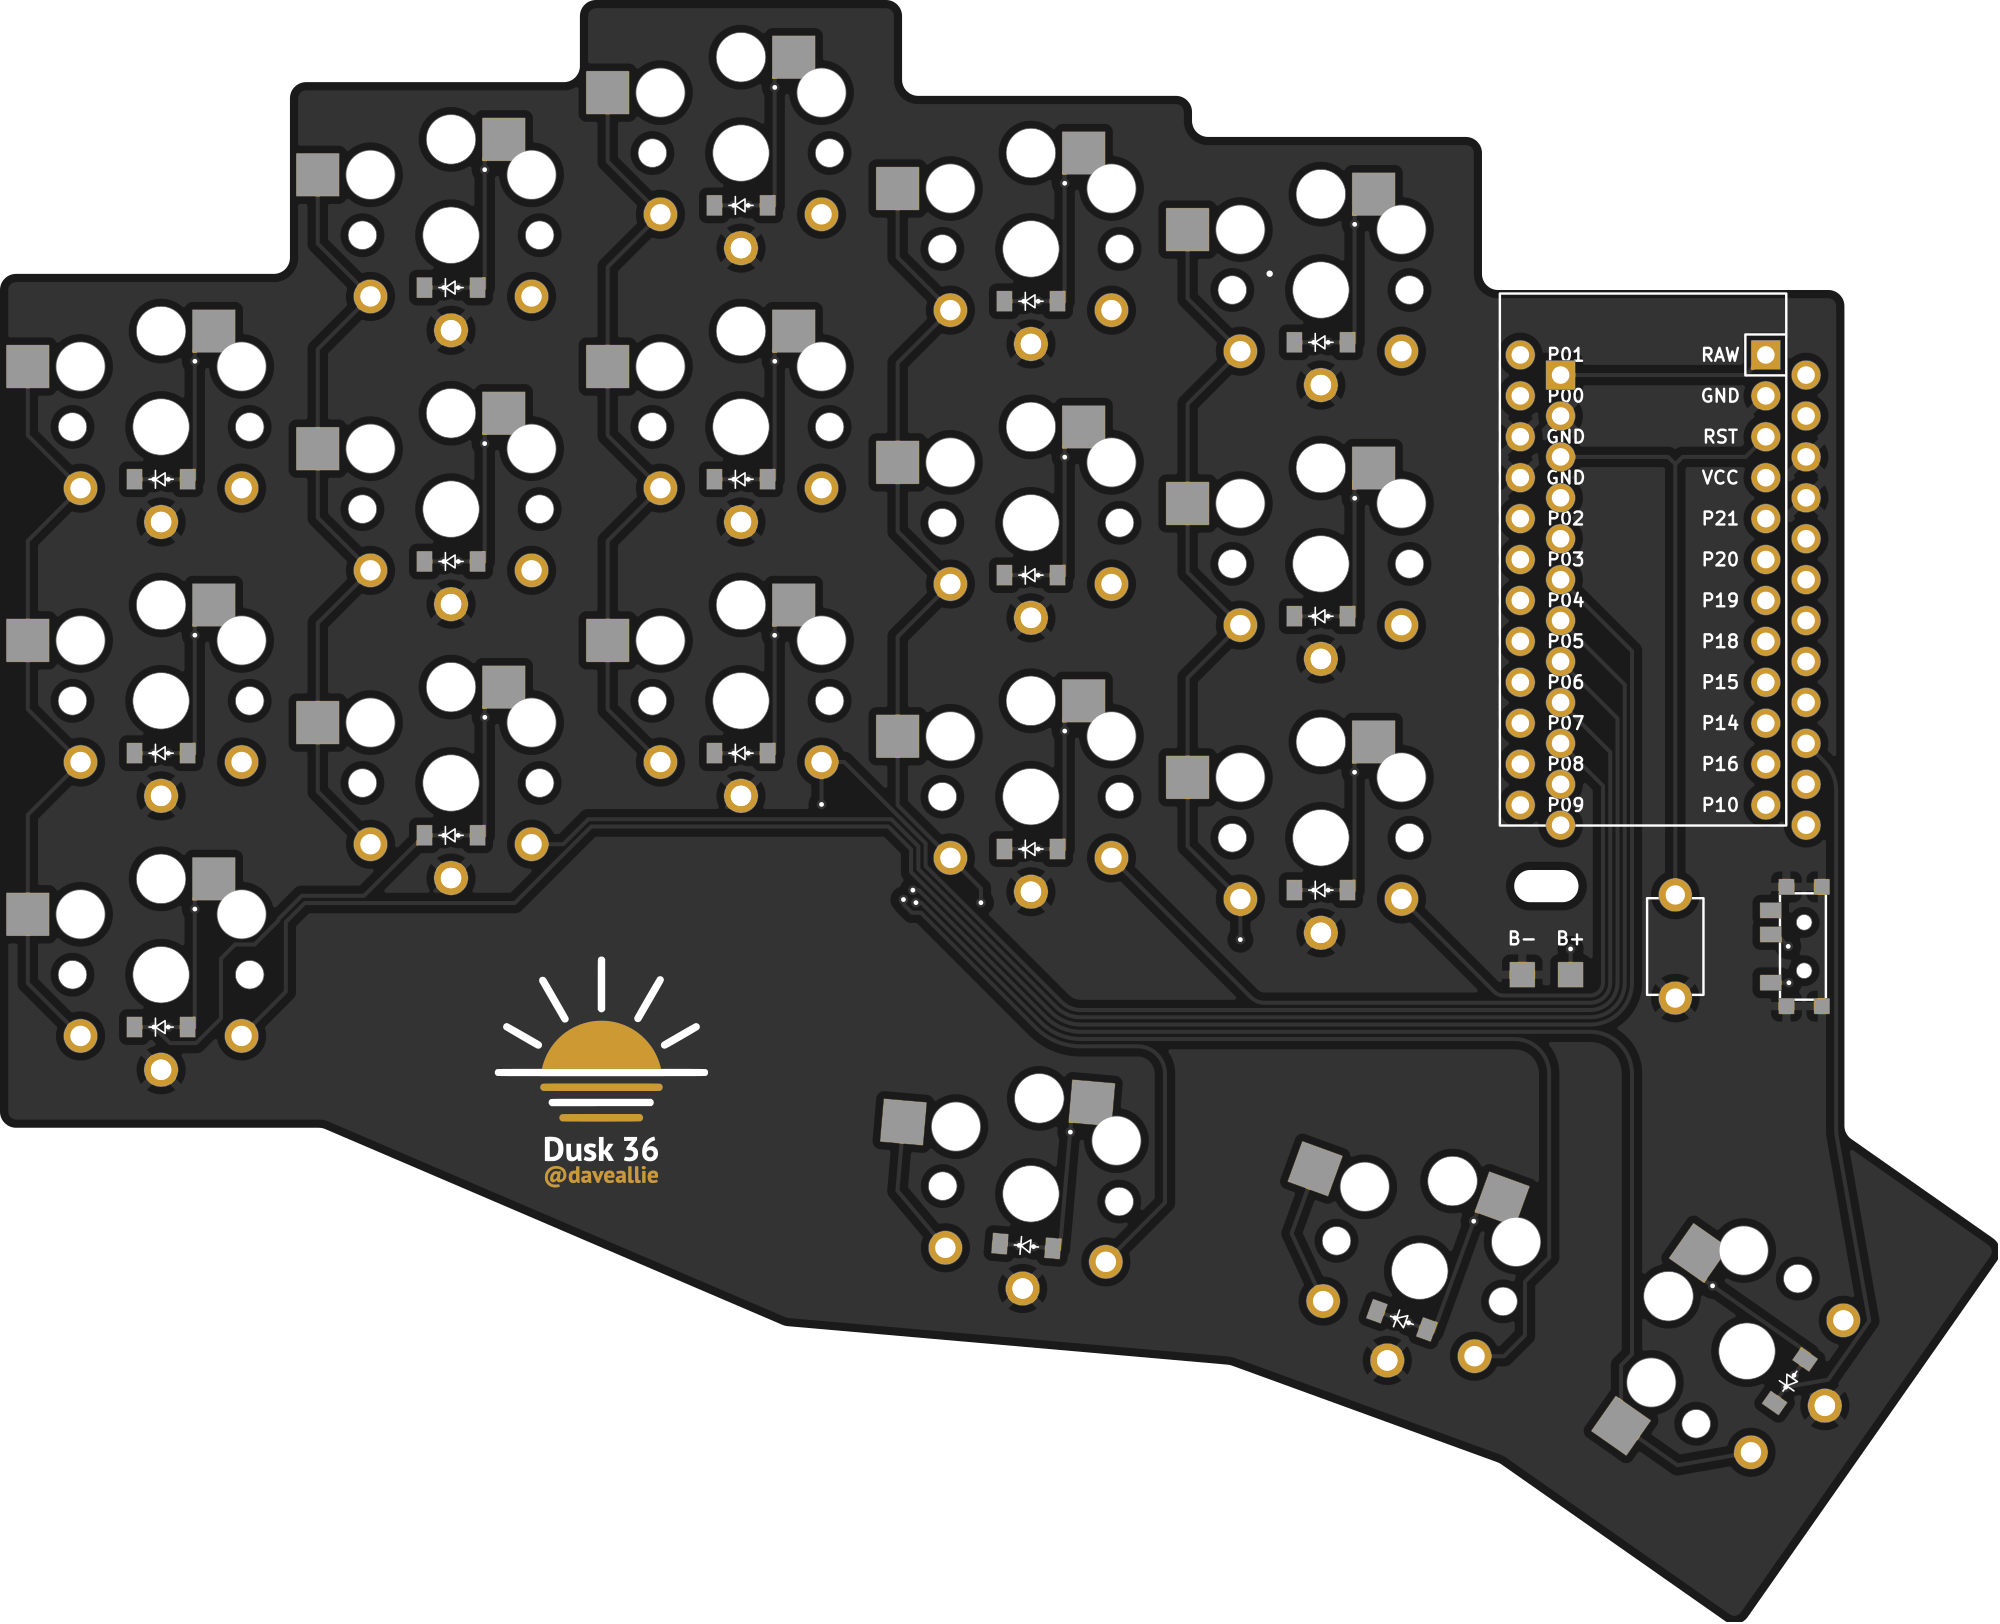 P01 RAW
P00 GND
GND RST
GND VCC
P02 P21
P03 P20
P04 P19
P05 P18
P06 P15
P07 P14
P08 P16
P09 P10
B- B+
Dusk 36
@daveallie